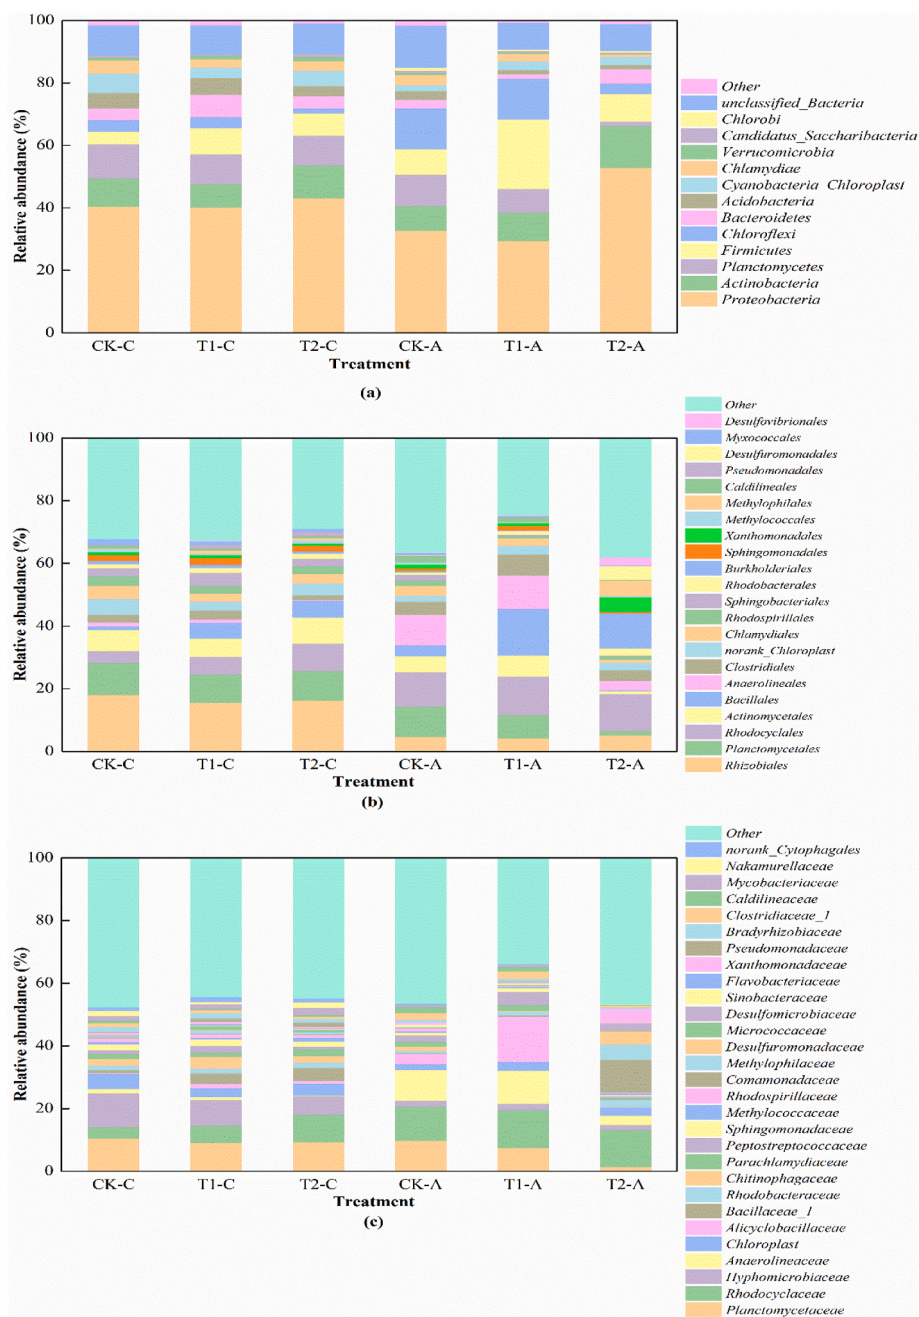 100
80
60
40
20
0
Relative abundance (%)
CK-C
T1-C
T2-C
CK-A
T1-A
T2-A
Treatment
(a)
Other
unclassified_Bacteria
Chlorobi
Candidatus_Saccharibacteria
Verrucomicrobia
Chlamydiae
Cyanobacteria Chloroplast
Acidobacteria
Bacteroidetes
Chloroflexi
Firmicutes
Planctomycetes
Actinobacteria
Proteobacteria
100
80
60
40
20
0
Relative abundance (%)
CK-C
T1-C
T2-C
CK-A
T1-A
T2-A
Treatment
(b)
Other
Desulfovibrionales
Myxococcales
Desulfuromonadales
Pseudomonadales
Caldilineales
Methylophilales
Methylococcales
Xanthomonadales
Sphingomonadales
Burkholderiales
Rhodobacterales
Sphingobacteriales
Rhodospirillales
Chlamydiales
norank_Chloroplast
Clostridiales
Anaerolineales
Bacillales
Actinomycetales
Rhodocyclales
Planctomycetales
Rhizobiales
100
80
60
40
20
0
Relative abundance (%)
CK-C
T1-C
T2-C
CK-A
T1-A
T2-A
Treatment
(c)
Other
norank_Cytophagales
Nakamurellaceae
Mycobacteriaceae
Caldilineaceae
Clostridiaceae_1
Bradyrhizobiaceae
Pseudomonadaceae
Xanthomonadaceae
Flavobacteriaceae
Sinobacteraceae
Desulfomicrobiaceae
Micrococcaceae
Desulfuromonadaceae
Methylophilaceae
Comamonadaceae
Rhodospirillaceae
Methylococcaceae
Sphingomonadaceae
Peptostreptococcaceae
Parachlamydiaceae
Chitinophagaceae
Rhodobacteraceae
Bacillaceae_1
Alicyclobacillaceae
Chloroplast
Anaerolineaceae
Hyphomicrobiaceae
Rhodocyclaceae
Planctomycetaceae